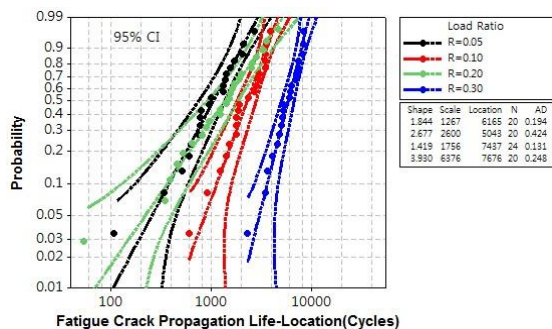 0.99
0.9
0.8
0.7
0.6
0.5
0.4
0.3
0.2
0.1
0.05
0.03
0.02
0.01
Probability
95% CI
100
1000
10000
Fatigue Crack Propagation Life-Location(Cycles)
Load Ratio
R=0.05
R=0.10
R=0.20
R=0.30
Shape Scale Location N AD
1.844 1267 6165 20 0.194
2.677 2600 5043 20 0.424
1.419 1756 7437 24 0.131
3.930 6376 7676 20 0.248